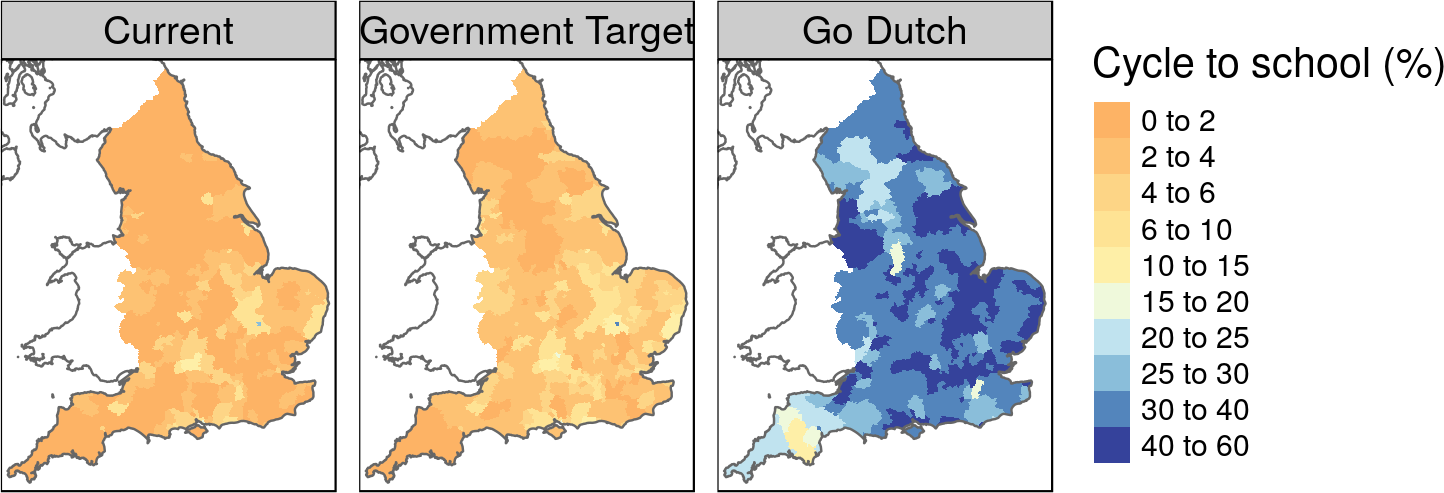 Current
Government Target
Go Dutch
Cycle to school (%)
0 to 2
2 to 4
4 to 6
6 to 10
10 to 15
15 to 20
20 to 25
25 to 30
30 to 40
40 to 60